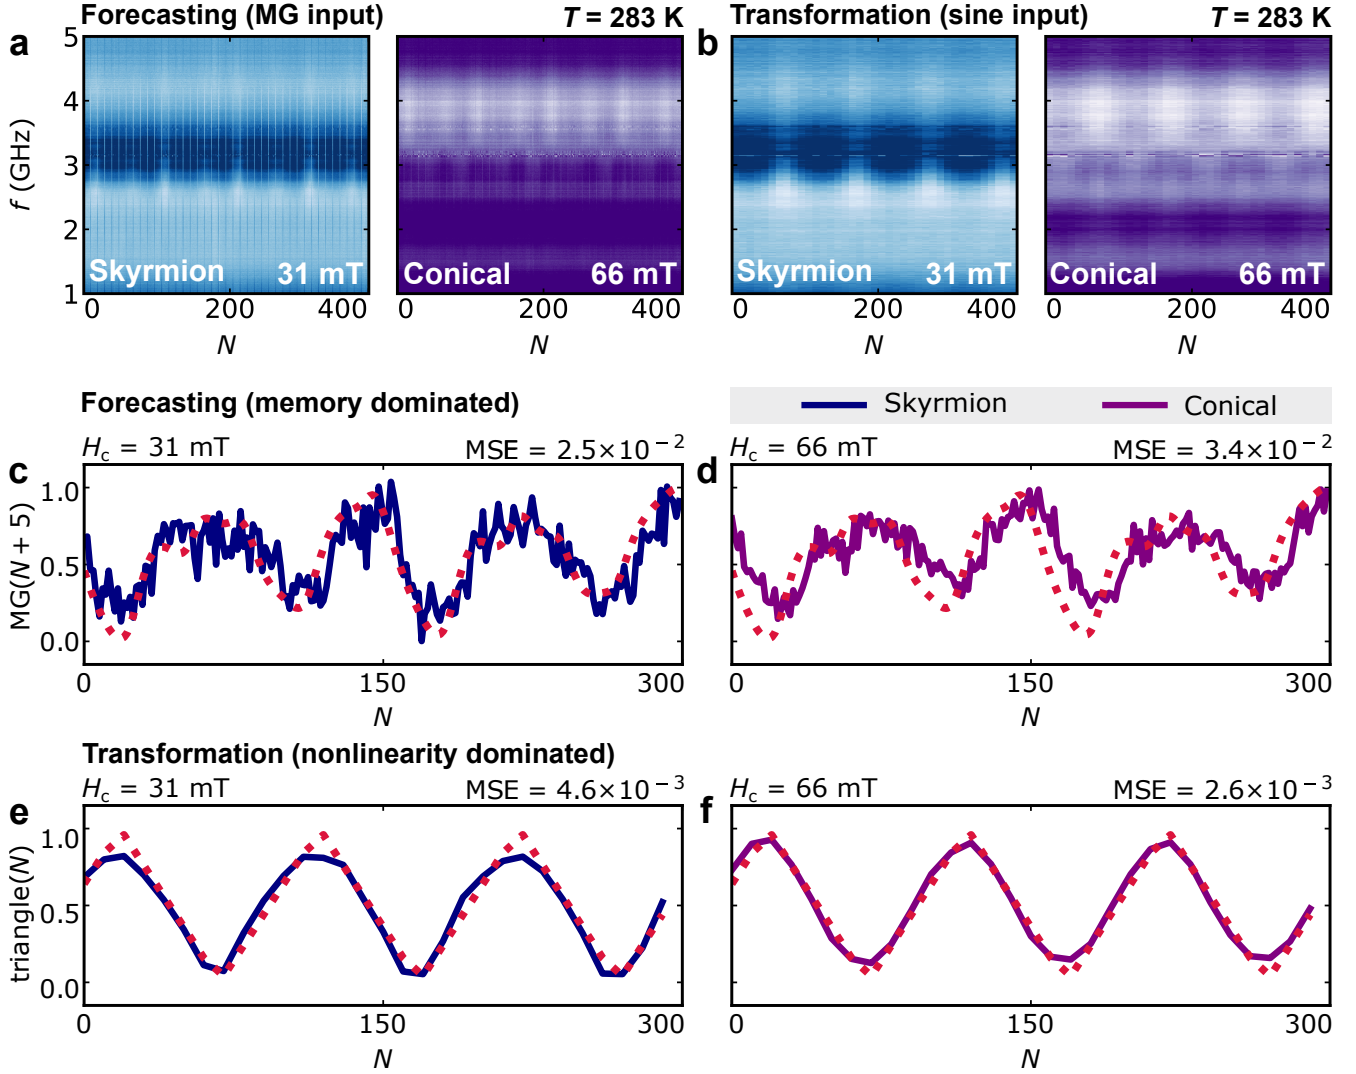 Forecasting (MG input) T = 283 K
Transformation (sine input) T = 283 K
a
b
5
4
3
2
1
f (GHz)
Skyrmion 31 mT
Conical 66 mT
Skyrmion 31 mT
Conical 66 mT
0 200 400
0 200 400
0 200 400
0 200 400
N
N
N
N
Forecasting (memory dominated)
Skyrmion Conical
c
Hc = 31 mT MSE = 2.5×10−2
d
Hc = 66 mT MSE = 3.4×10−2
MG(N + 5)
1.0
0.5
0.0
0 150 300
0 150 300
N
N
Transformation (nonlinearity dominated)
e
Hc = 31 mT MSE = 4.6×10−3
f
Hc = 66 mT MSE = 2.6×10−3
triangle(N)
1.0
0.5
0.0
0 150 300
0 150 300
N
N